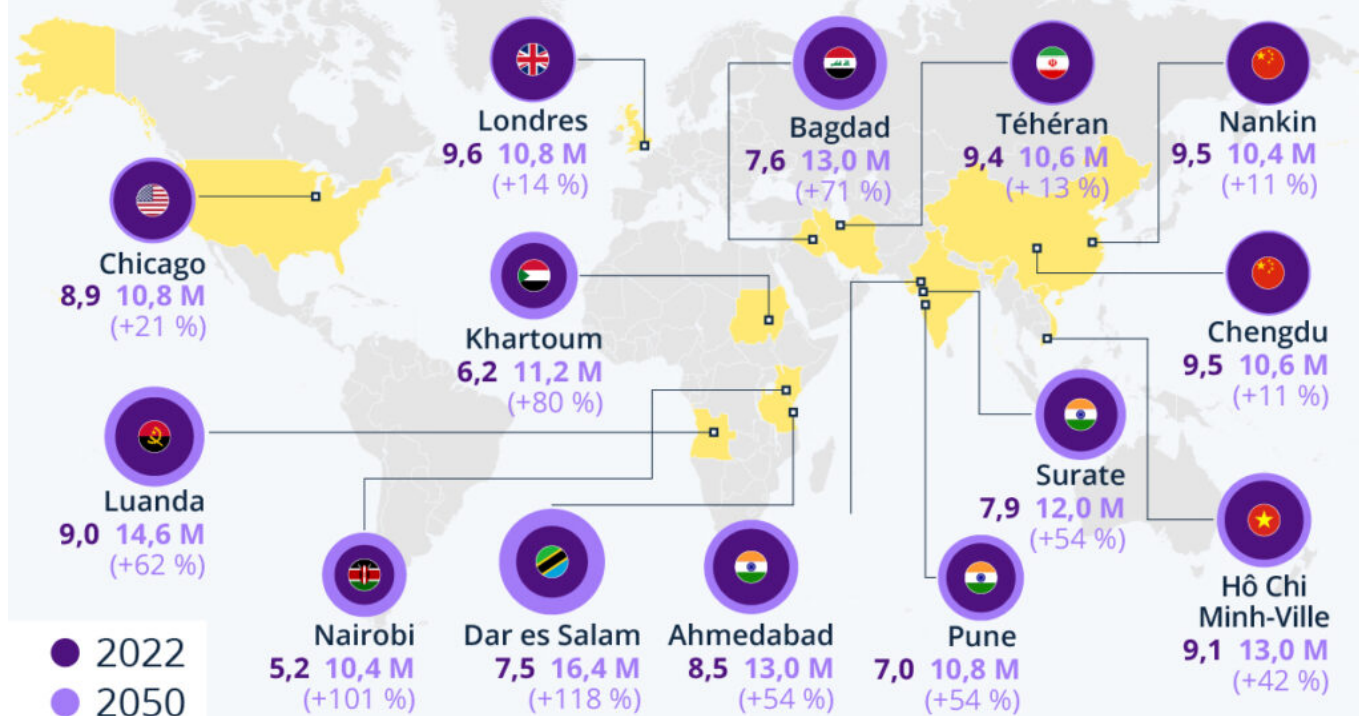 Londres
9,6 10,8 M
(+14 %)
Bagdad
7,6 13,0 M
(+71 %)
Téhéran
9,4 10,6 M
(+ 13 %)
Nankin
9,5 10,4 M
(+11 %)
Chicago
8,9 10,8 M
(+21 %)
Khartoum
6,2 11,2 M
(+80 %)
Chengdu
9,5 10,6 M
(+11 %)
Luanda
9,0 14,6 M
(+62 %)
Surate
7,9 12,0 M
(+54 %)
Nairobi
5,2 10,4 M
(+101 %)
Dar es Salam
7,5 16,4 M
(+118 %)
Ahmedabad
8,5 13,0 M
(+54 %)
Pune
7,0 10,8 M
(+54 %)
Hô Chi
Minh-Ville
9,1 13,0 M
(+42 %)
2022
2050